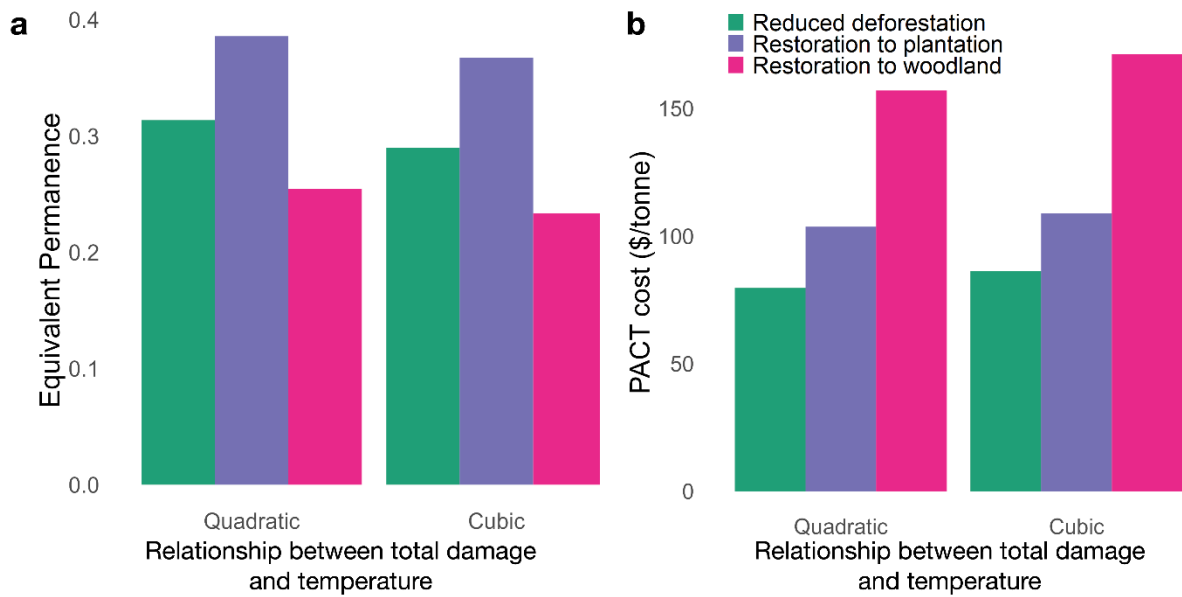 a
0.4
0.3
0.2
0.1
0.0
Equivalent Permanence
Quadratic
Cubic
Relationship between total damage
and temperature
b
Reduced deforestation
Restoration to plantation
Restoration to woodland
150
100
50
0
PACT cost ($/tonne)
Quadratic
Cubic
Relationship between total damage
and temperature